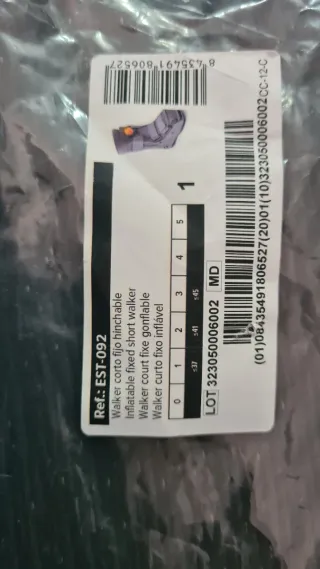 8 435491 806527
Ref.: EST-092
Walker corto fijo hinchable
Inflatable fixed short walker
Walker court fixe gonflable
Walker curto fixo inflável
0 1 2 3 4 5
≤37 ≤41 ≤45
1
LOT 323050006002 MD
(01)08435491806527(20)01(10)323050006002
CC-12-C